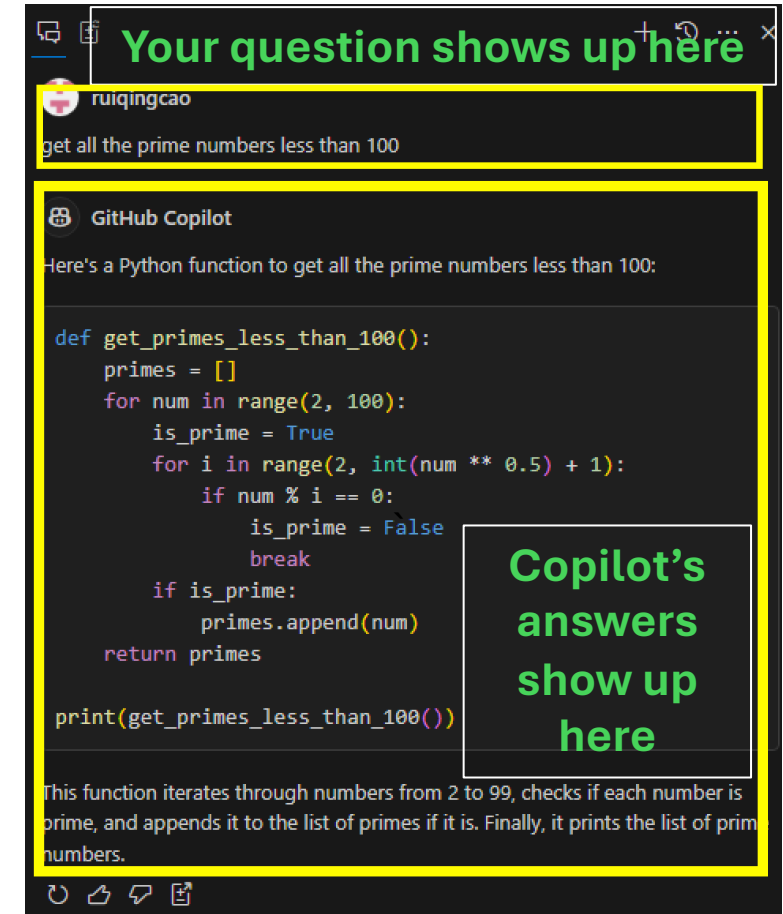 Your question shows up here
ruiqingcao
get all the prime numbers less than 100
GitHub Copilot
Here's a Python function to get all the prime numbers less than 100:
def get_primes_less_than_100():
    primes = []
    for num in range(2, 100):
        is_prime = True
        for i in range(2, int(num ** 0.5) + 1):
            if num % i == 0:
                is_prime = False
                break
        if is_prime:
            primes.append(num)
    return primes
print(get_primes_less_than_100())
Copilot’s
answers
show up
here
This function iterates through numbers from 2 to 99, checks if each number is
prime, and appends it to the list of primes if it is. Finally, it prints the list of prime
numbers.